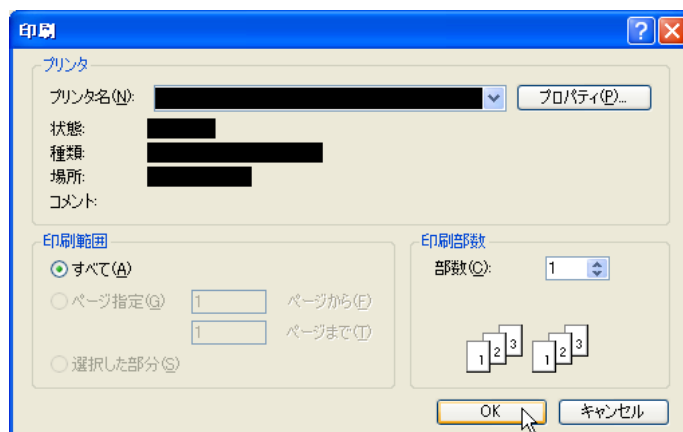 印刷
プリンタ
プリンタ名(N): プロパティ(P)...
状態:
種類:
場所:
コメント:
印刷範囲
すべて(A)
ページ指定(G) 1 ページから(F)
1 ページまで(T)
選択した部分(S)
印刷部数
部数(C): 1
1 2 3 1 2 3
OK キャンセル